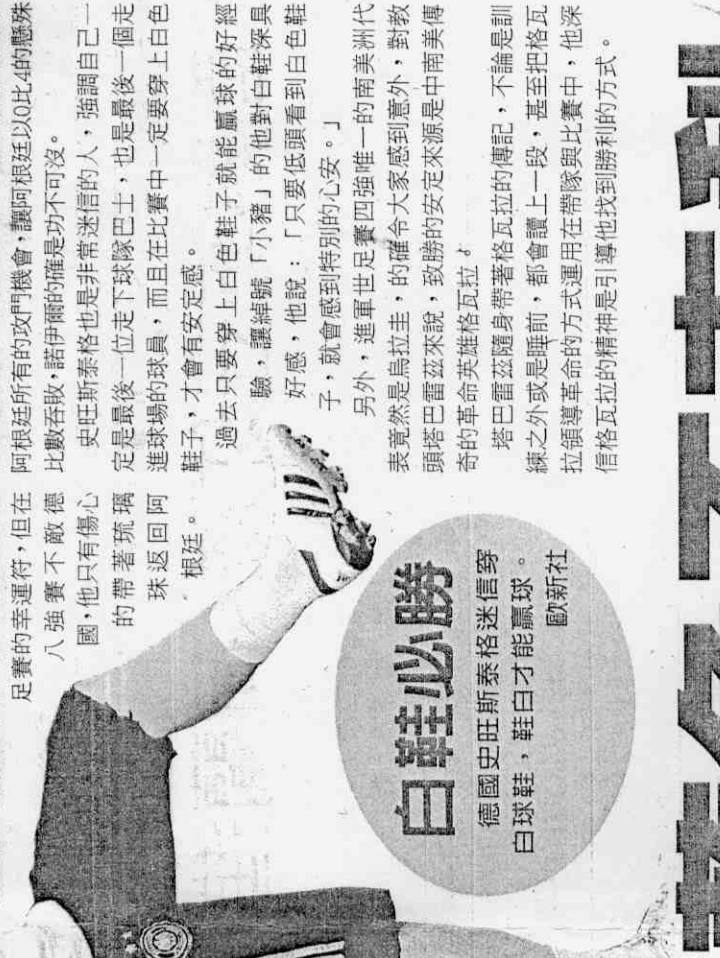 足賽的幸運符，但在
八強賽不敵德
國，他只有傷心
的帶著琉璃
珠返回阿
根廷。
阿根廷所有的攻門機會，讓阿根廷以0比4的懸殊
比數吞敗，諾伊爾的確是功不可沒。
史旺斯泰格也是非常迷信的人，強調自己一
定是最後一位走下球隊巴士，也是最後一個走
進球場的球員，而且在比賽中一定要穿上白色
鞋子，才會有安定感。
過去只要穿上白色鞋子就能贏球的好經
驗，讓綽號「小豬」的他對白鞋深具
好感，他說：「只要低頭看到白色鞋
子，就會感到特別的心安。」
另外，進軍世足賽四強唯一的南美洲代
表竟然是烏拉圭，的確令大家感到意外，對教
頭塔巴雷茲來說，致勝的安定來源是中南美傳
奇的革命英雄格瓦拉。
塔巴雷茲隨身帶著格瓦拉的傳記，不論是訓
練之外或是睡前，都會讀上一段，甚至把格瓦
拉領導革命的方式運用在帶隊與比賽中，他深
信格瓦拉的精神是引導他找到勝利的方式。
白鞋必勝
德國史旺斯泰格迷信穿
白球鞋，鞋白才能贏球。
歐新社